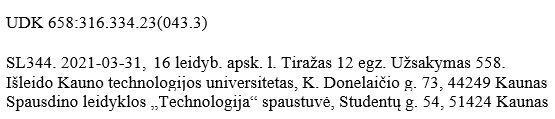 UDK 658:316.334.23(043.3)
SL344. 2021-03-31, 16 leidyb. apsk. l. Tiražas 12 egz. Užsakymas 558.
Išleido Kauno technologijos universitetas, K. Donelaičio g. 73, 44249 Kaunas
Spausdino leidyklos „Technologija“ spaustuvė, Studentų g. 54, 51424 Kaunas